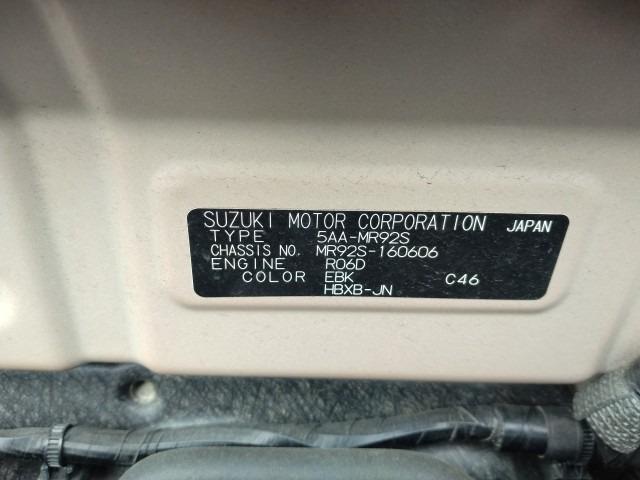 SUZUKI MOTOR CORPORATION JAPAN
TYPE 5AA-MR92S
CHASSIS NO. MR92S-160606
ENGINE R06D
COLOR EBK C46
HBXB-JN